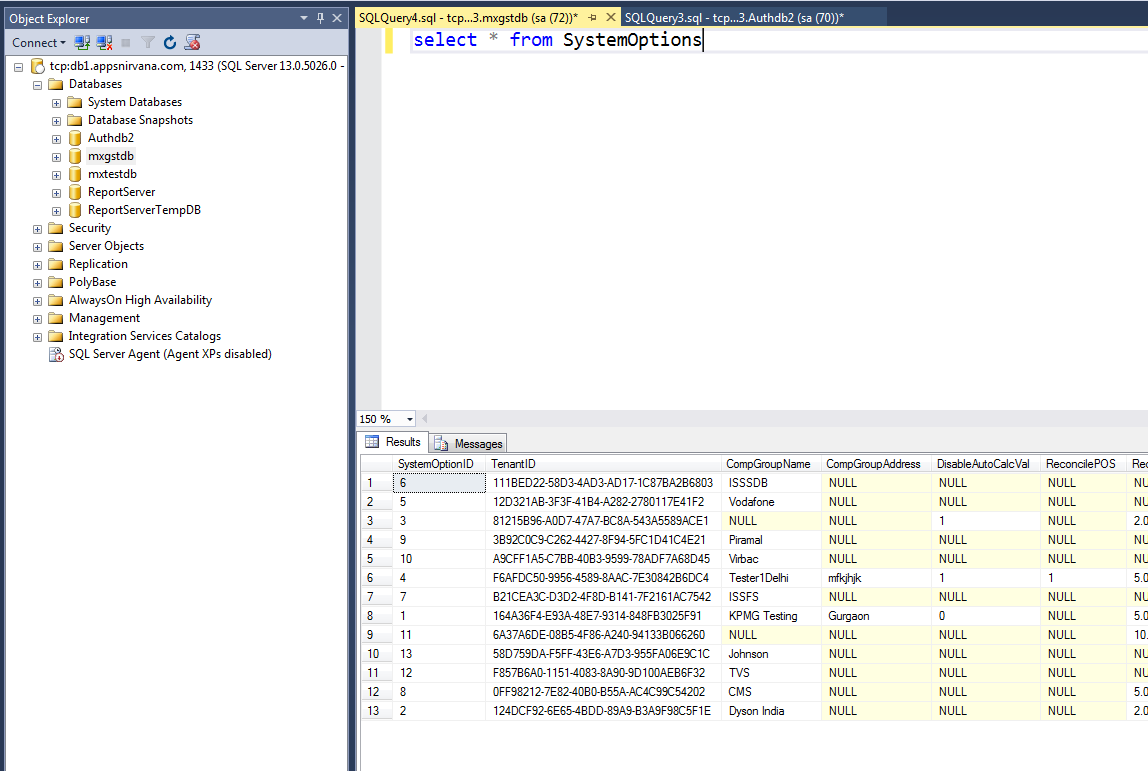 Object Explorer
Connect
tcp:db1.appsnirvana.com, 1433 (SQL Server 13.0.5026.0 -
Databases
System Databases
Database Snapshots
Authdb2
mxgstdb
mxtestdb
ReportServer
ReportServerTempDB
Security
Server Objects
Replication
PolyBase
AlwaysOn High Availability
Management
Integration Services Catalogs
SQL Server Agent (Agent XPs disabled)
SQLQuery4.sql - tcp...3.mxgstdb (sa (72))* SQLQuery3.sql - tcp...3.Authdb2 (sa (70))*
select * from SystemOptions
150 %
Results Messages
SystemOptionID TenantID CompGroupName CompGroupAddress DisableAutoCalcVal ReconcilePOS Rec
1 6 111BED22-58D3-4AD3-AD17-1C87BA2B6803 ISSSDB NULL NULL NULL NU
2 5 12D321AB-3F3F-41B4-A282-2780117E41F2 Vodafone NULL NULL NULL NU
3 3 81215B96-A0D7-47A7-BC8A-543A5589ACE1 NULL NULL 1 NULL 2.0
4 9 3B92C0C9-C262-4427-8F94-5FC1D41C4E21 Piramal NULL NULL NULL NU
5 10 A9CFF1A5-C7BB-40B3-9599-78ADF7A68D45 Virbac NULL NULL NULL NU
6 4 F6AFDC50-9956-4589-8AAC-7E30842B6DC4 Tester1Delhi mfkjhjk 1 1 5.0
7 7 B21CEA3C-D3D2-4F8D-B141-7F2161AC7542 ISSFS NULL NULL NULL NU
8 1 164A36F4-E93A-48E7-9314-848FB3025F91 KPMG Testing Gurgaon 0 NULL 5.0
9 11 6A37A6DE-08B5-4F86-A240-94133B066260 NULL NULL NULL NULL 10.
10 13 58D759DA-F5FF-43E6-A7D3-955FA06E9C1C Johnson NULL NULL NULL NU
11 12 F857B6A0-1151-4083-8A90-9D100AEB6F32 TVS NULL NULL NULL NU
12 8 0FF98212-7E82-40B0-B55A-AC4C99C54202 CMS NULL NULL NULL 5.0
13 2 124DCF92-6E65-4BDD-89A9-B3A9F98C5F1E Dyson India NULL NULL NULL 2.0